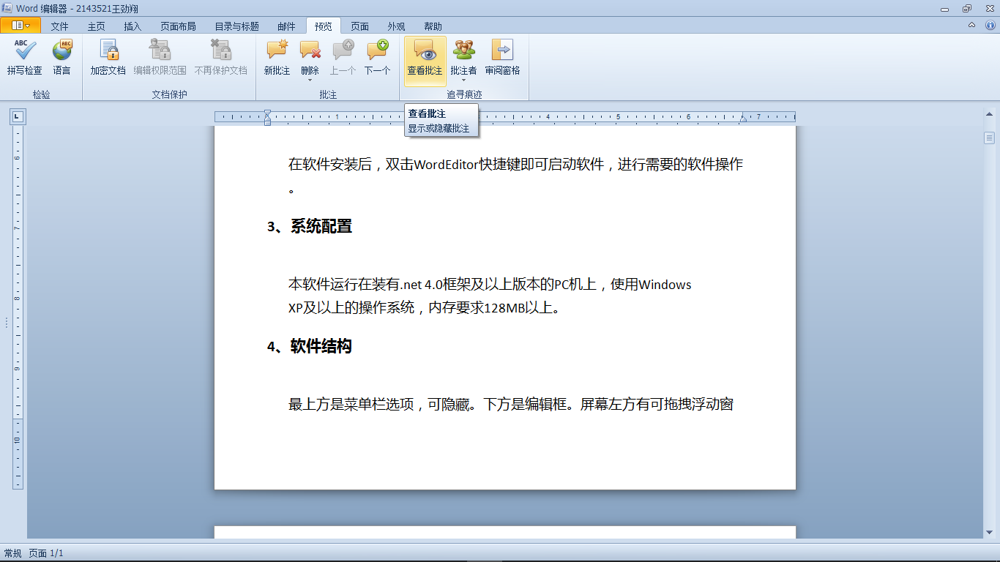 Word 编辑器 - 2143521王劲翔
文件 主页 插入 页面布局 目录与标题 邮件 预览 页面 外观 帮助
ABC
ABC
拼写检查 语言 加密文档 编辑权限范围 不再保护文档 新批注 删除 上一个 下一个 查看批注 批注者 审阅窗格
检验 文档保护 批注 追寻痕迹
查看批注
显示或隐藏批注
1 4 5 6 7
6
7
8
9
10
在软件安装后，双击WordEditor快捷键即可启动软件，进行需要的软件操作
。
3、系统配置
本软件运行在装有.net 4.0框架及以上版本的PC机上，使用Windows
XP及以上的操作系统，内存要求128MB以上。
4、软件结构
最上方是菜单栏选项，可隐藏。下方是编辑框。屏幕左方有可拖拽浮动窗
常规 页面 1/1